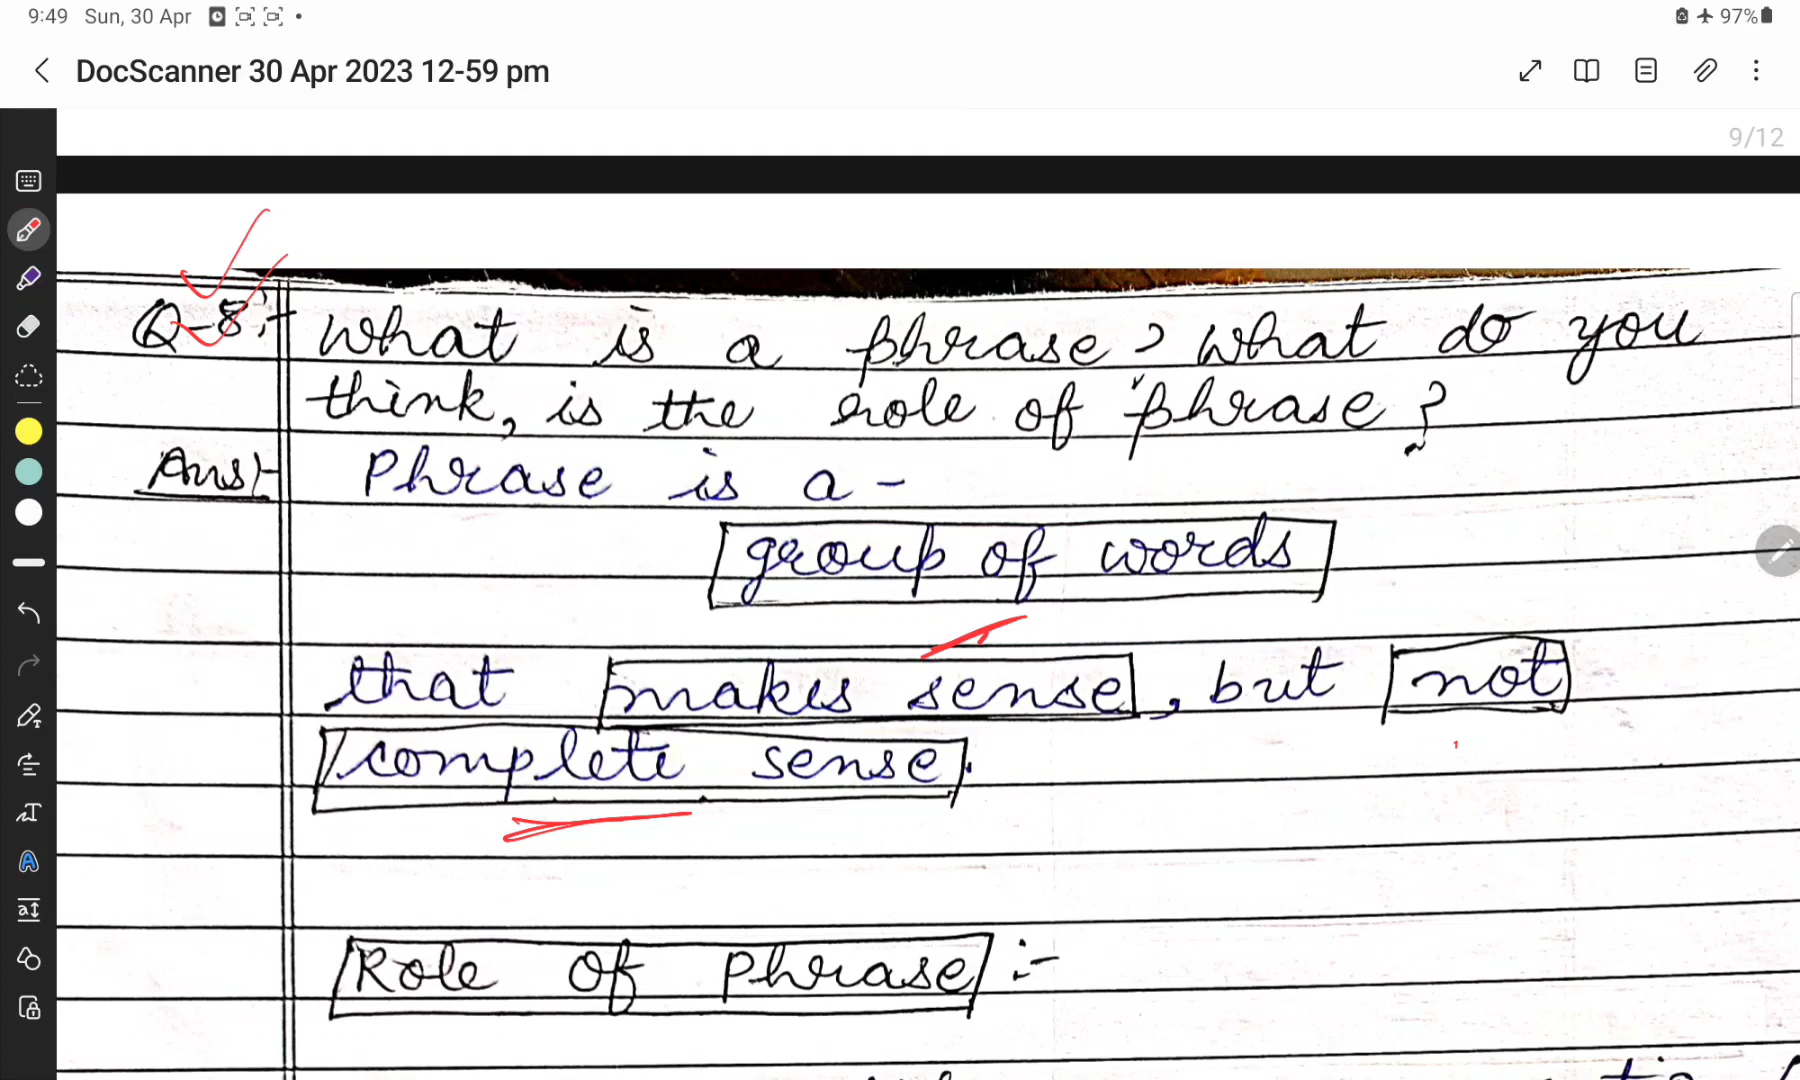 9:49 Sun, 30 Apr
97%
DocScanner 30 Apr 2023 12-59 pm
9/12
Q-8:- What is a phrase? What do you
think, is the role of phrase?
Ans:- Phrase is a -
group of words
that makes sense, but not
complete sense.
Role of Phrase :-